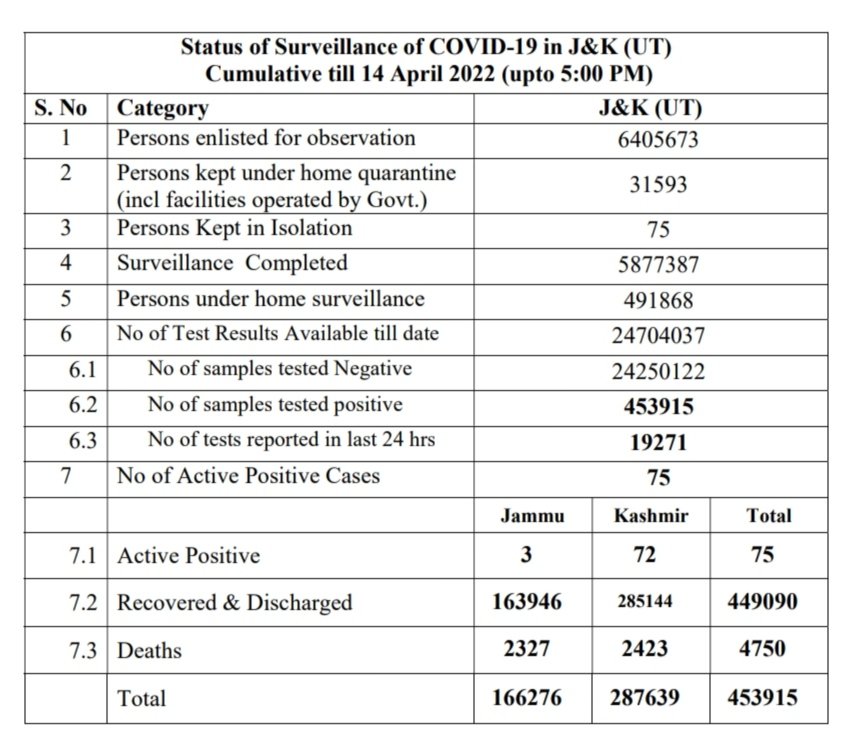 Status of Surveillance of COVID-19 in J&K (UT)
Cumulative till 14 April 2022 (upto 5:00 PM)
S. No Category J&K (UT)
1 Persons enlisted for observation 6405673
2 Persons kept under home quarantine
(incl facilities operated by Govt.) 31593
3 Persons Kept in Isolation 75
4 Surveillance Completed 5877387
5 Persons under home surveillance 491868
6 No of Test Results Available till date 24704037
6.1 No of samples tested Negative 24250122
6.2 No of samples tested positive 453915
6.3 No of tests reported in last 24 hrs 19271
7 No of Active Positive Cases 75
Jammu Kashmir Total
7.1 Active Positive 3 72 75
7.2 Recovered & Discharged 163946 285144 449090
7.3 Deaths 2327 2423 4750
Total 166276 287639 453915